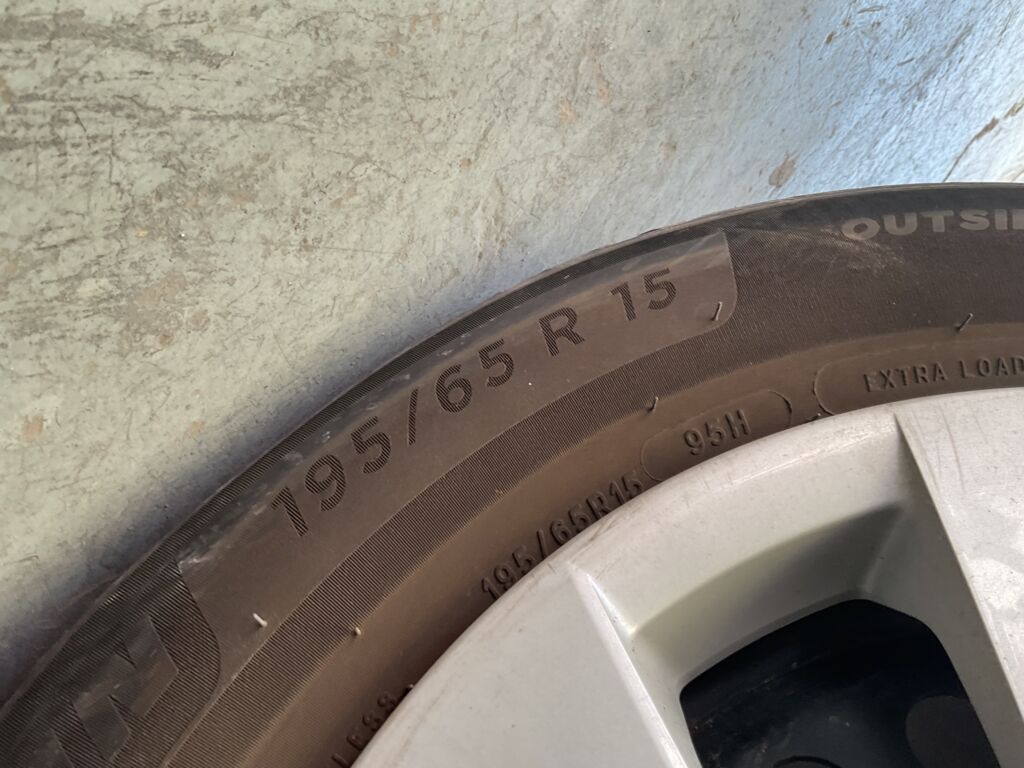 195/65 R 15
OUTSI
95H
EXTRA LOAD
195/65R15